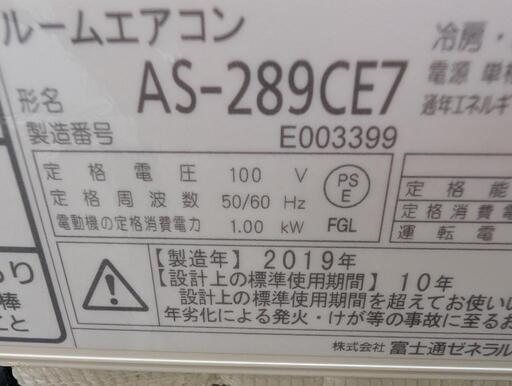 ルームエアコン
冷房・
形名 AS-289CE7
電源 単相
製造番号 E003399
通年エネルギ
定格電圧 100 V
定格周波数 50/60 Hz
電動機の定格消費電力 1.00 kW
PS
E
FGL
定格能
定格消費電
運転電
【製造年】2019年
【設計上の標準使用期間】10年
設計上の標準使用期間を超えてお使いい
年劣化による発火・けが等の事故に至るお
棒
こと
株式会社 富士通ゼネラル